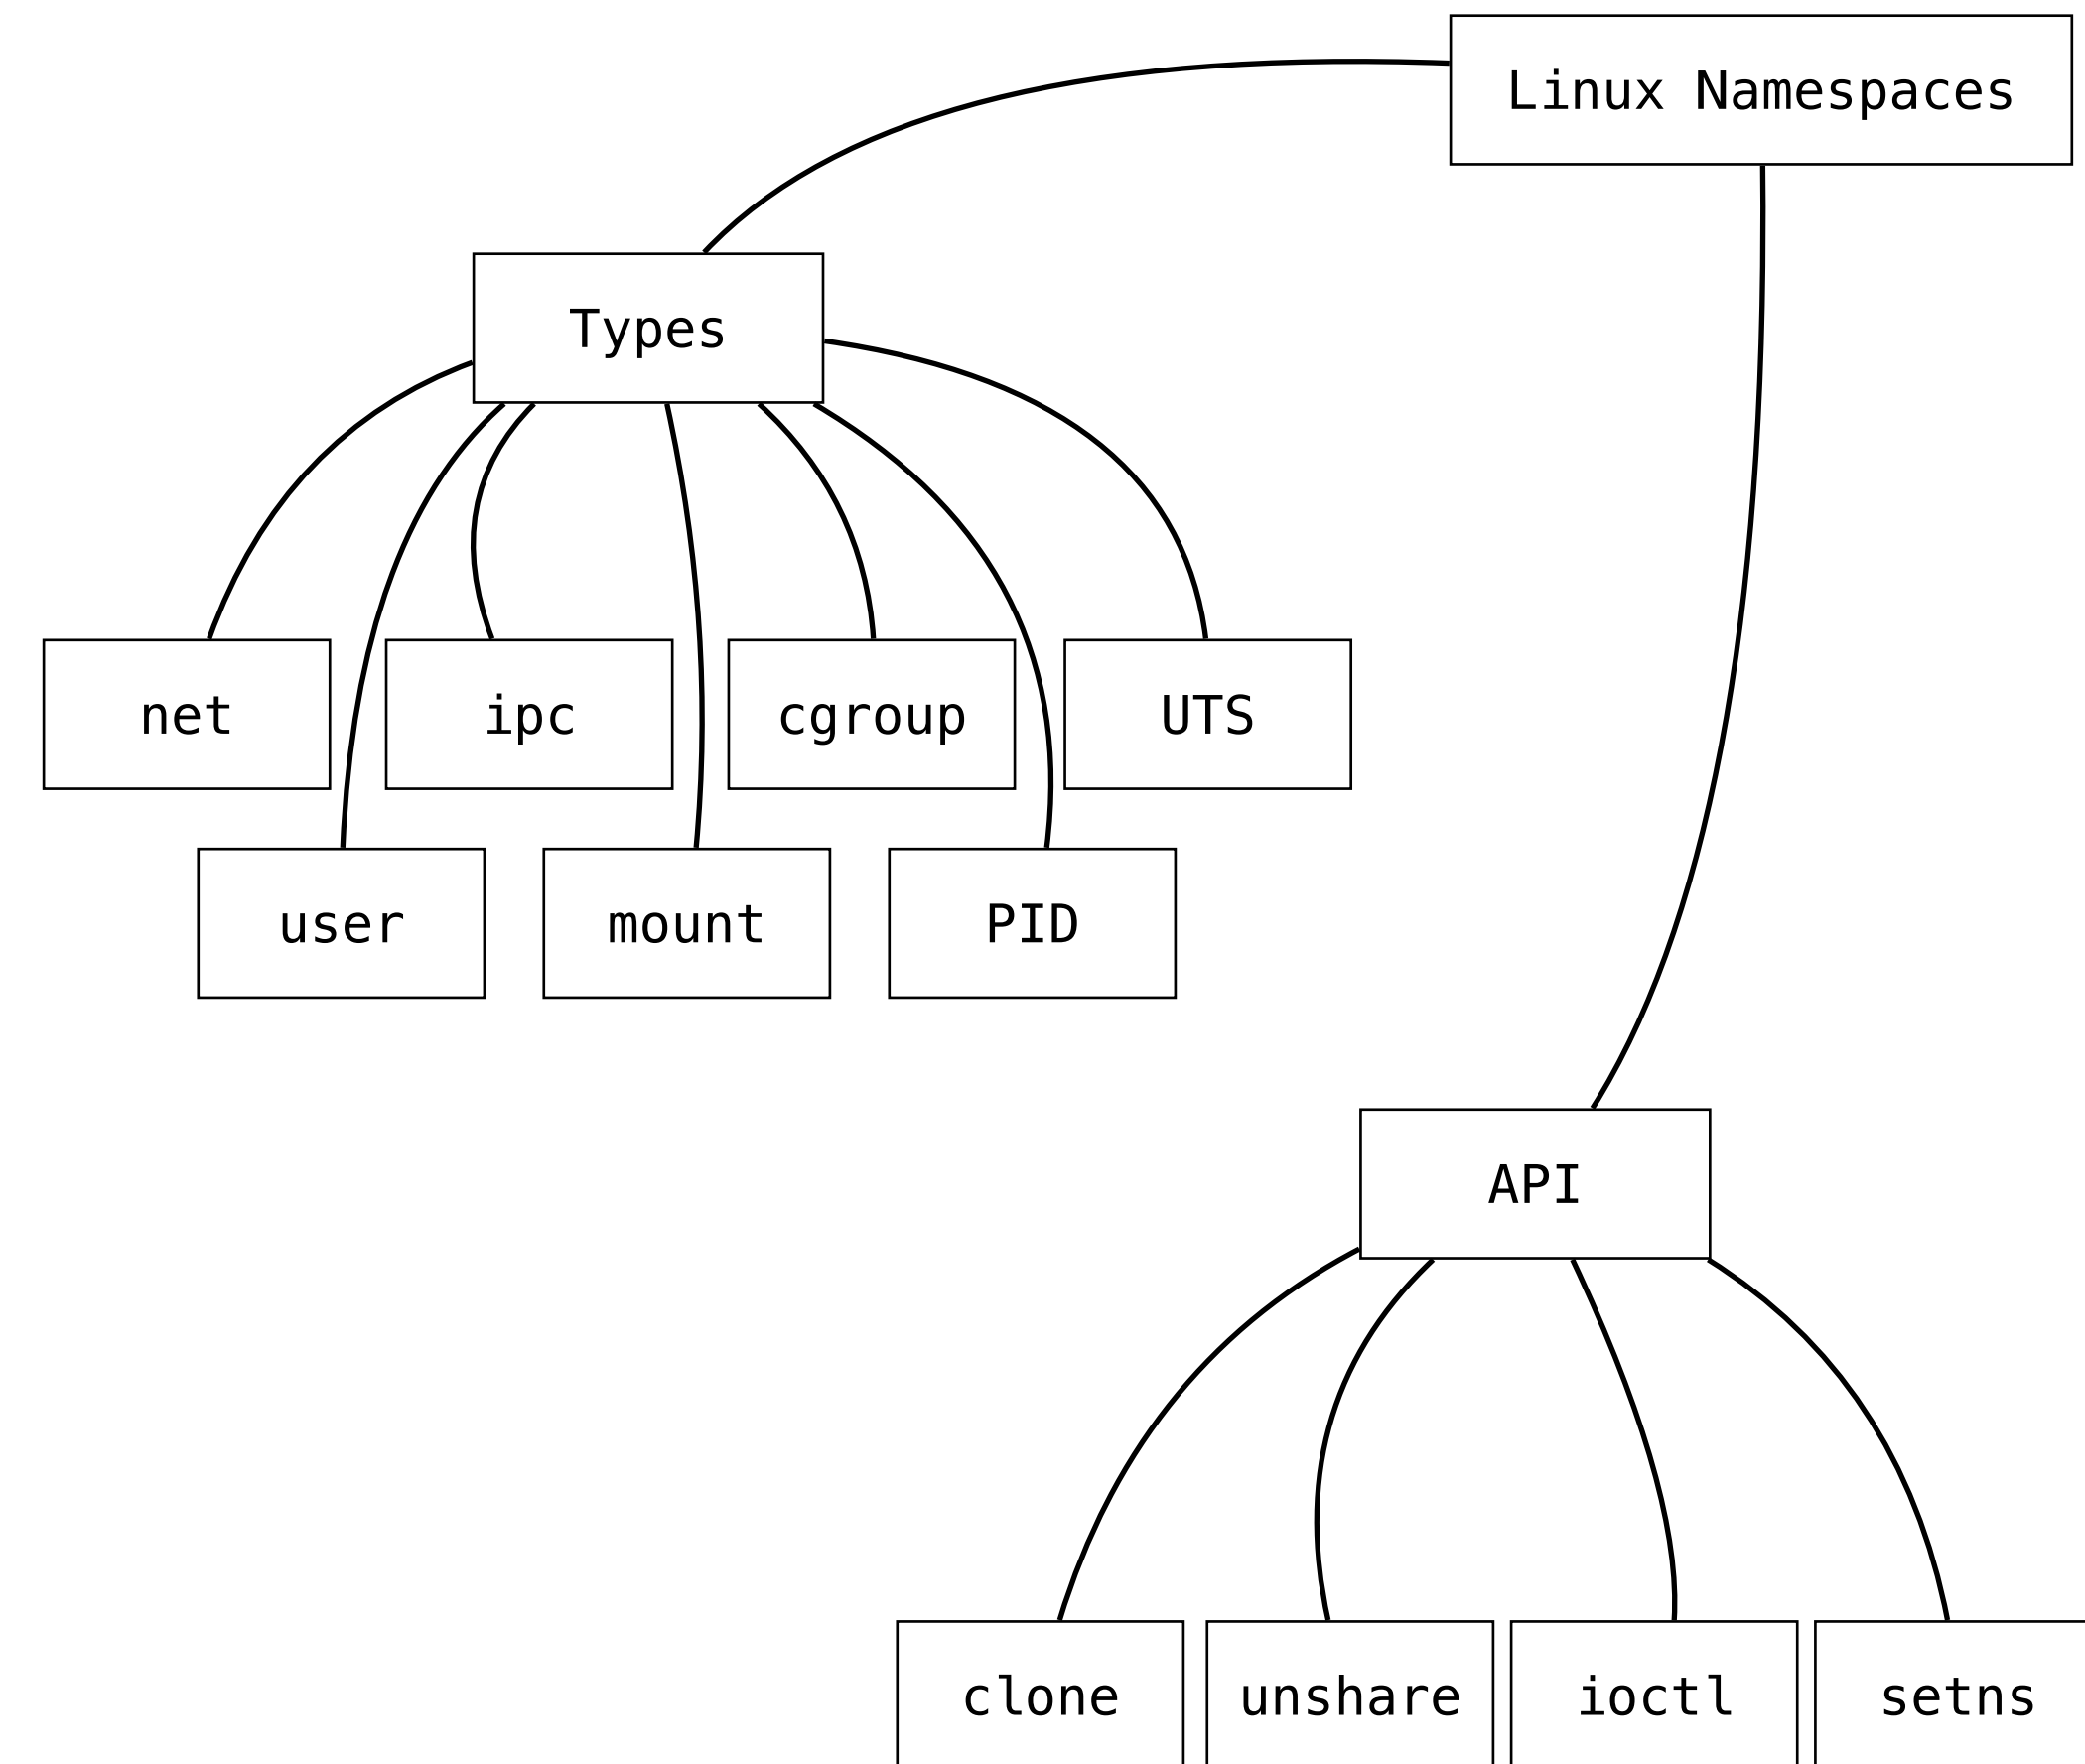 Linux Namespaces
Types
net
ipc
cgroup
UTS
user
mount
PID
API
clone
unshare
ioctl
setns